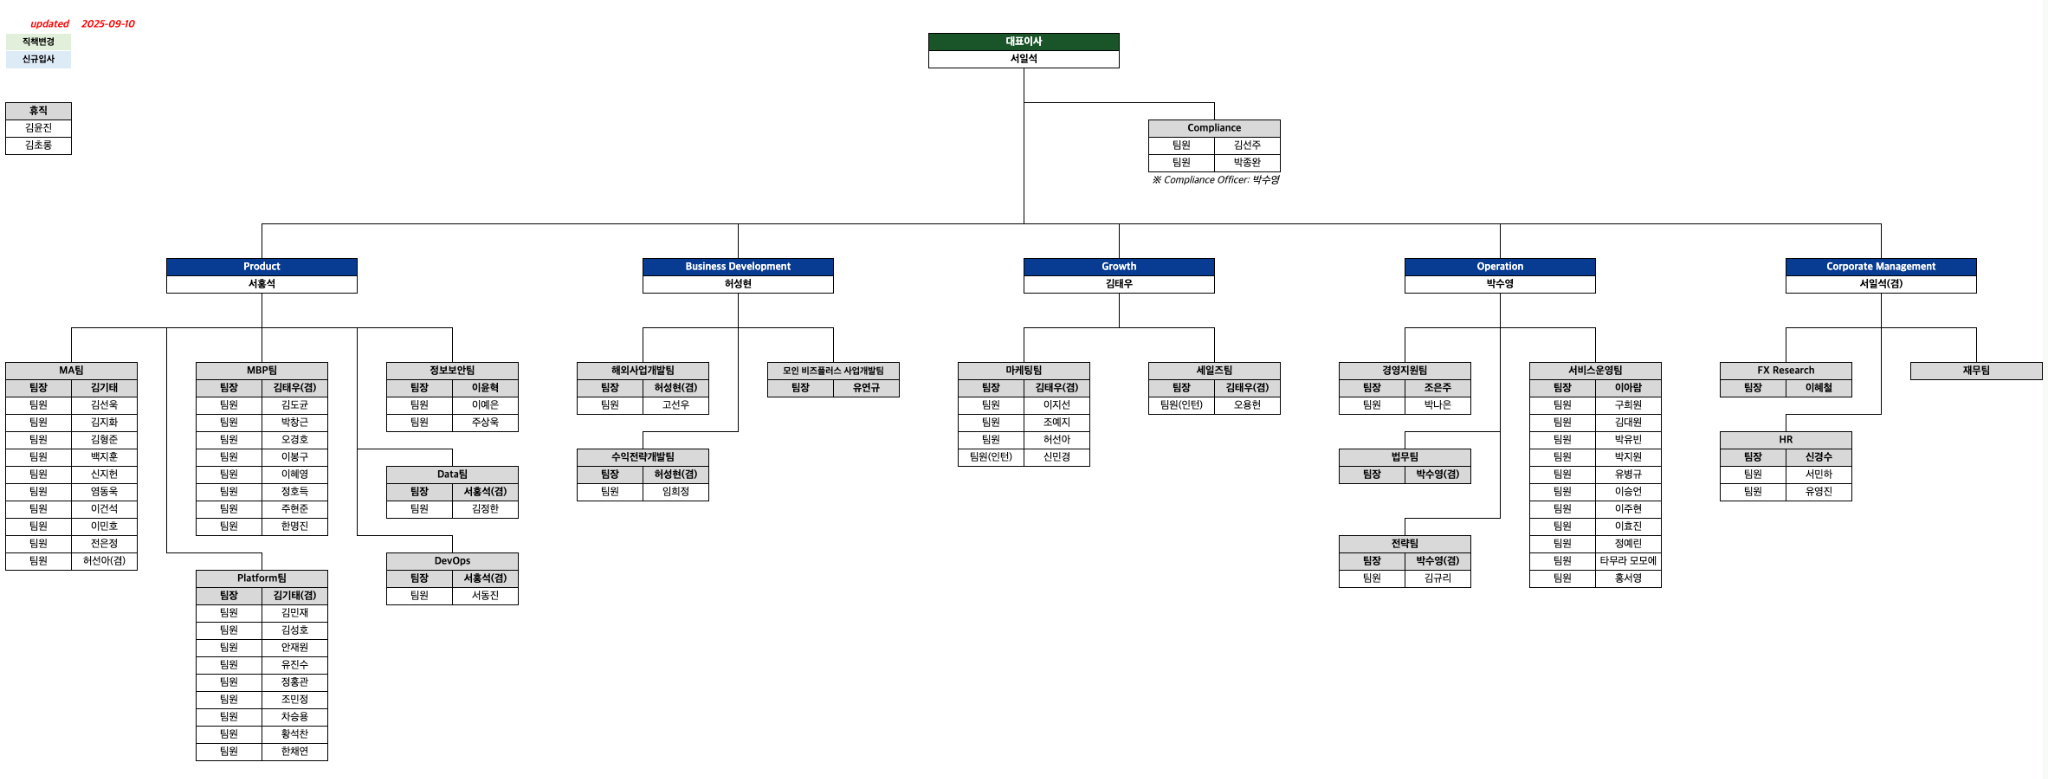 updated 2025-09-10
직책변경
신규입사
휴직
김윤진
김초롱
대표이사
서일석
Compliance
팀원 김선주
팀원 박종완
※ Compliance Officer: 박수영
Product
서홍석
Business Development
허성현
Growth
김태우
Operation
박수영
Corporate Management
서일석(겸)
MA팀
팀장 김기태
팀원 김선욱
팀원 김지화
팀원 김형준
팀원 백지훈
팀원 신지헌
팀원 염동욱
팀원 이건석
팀원 이민호
팀원 전은정
팀원 허선아(겸)
MBP팀
팀장 김태우(겸)
팀원 김도균
팀원 박창근
팀원 오경호
팀원 이봉구
팀원 이혜영
팀원 정호득
팀원 주현준
팀원 한명진
Platform팀
팀장 김기태(겸)
팀원 김민재
팀원 김성호
팀원 안재원
팀원 유진수
팀원 정홍관
팀원 조민정
팀원 차승용
팀원 황석찬
팀원 한채연
정보보안팀
팀장 이윤혁
팀원 이예은
팀원 주상욱
Data팀
팀장 서홍석(겸)
팀원 김정한
DevOps
팀장 서홍석(겸)
팀원 서동진
해외사업개발팀
팀장 허성현(겸)
팀원 고선우
수익전략개발팀
팀장 허성현(겸)
팀원 임희정
모인 비즈플러스 사업개발팀
팀장 유연규
마케팅팀
팀장 김태우(겸)
팀원 이지선
팀원 조예지
팀원 허선아
팀원(인턴) 신민경
세일즈팀
팀장 김태우(겸)
팀원(인턴) 오용헌
경영지원팀
팀장 조은주
팀원 박나은
법무팀
팀장 박수영(겸)
전략팀
팀장 박수영(겸)
팀원 김규리
서비스운영팀
팀장 이아람
팀원 구희원
팀원 김대원
팀원 박유빈
팀원 박지원
팀원 유병규
팀원 이승언
팀원 이주현
팀원 이효진
팀원 정예린
팀원 타무라 모모에
팀원 홍서영
FX Research
팀장 이혜철
HR
팀장 신경수
팀원 서민하
팀원 유영진
재무팀